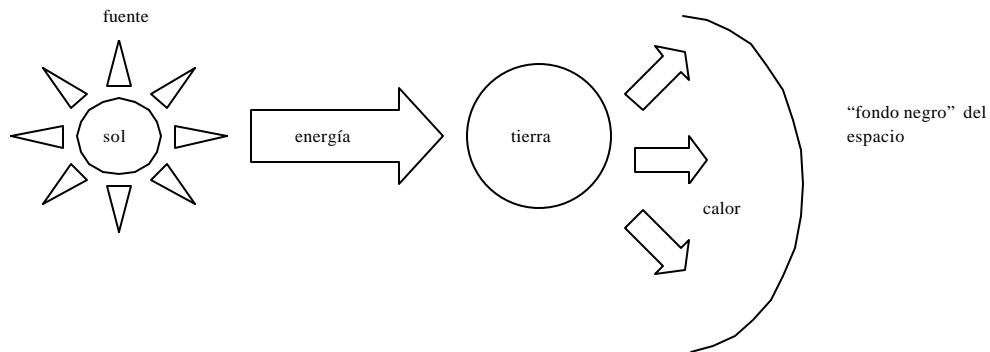 fuente
sol
energía
tierra
calor
“fondo negro” del
espacio